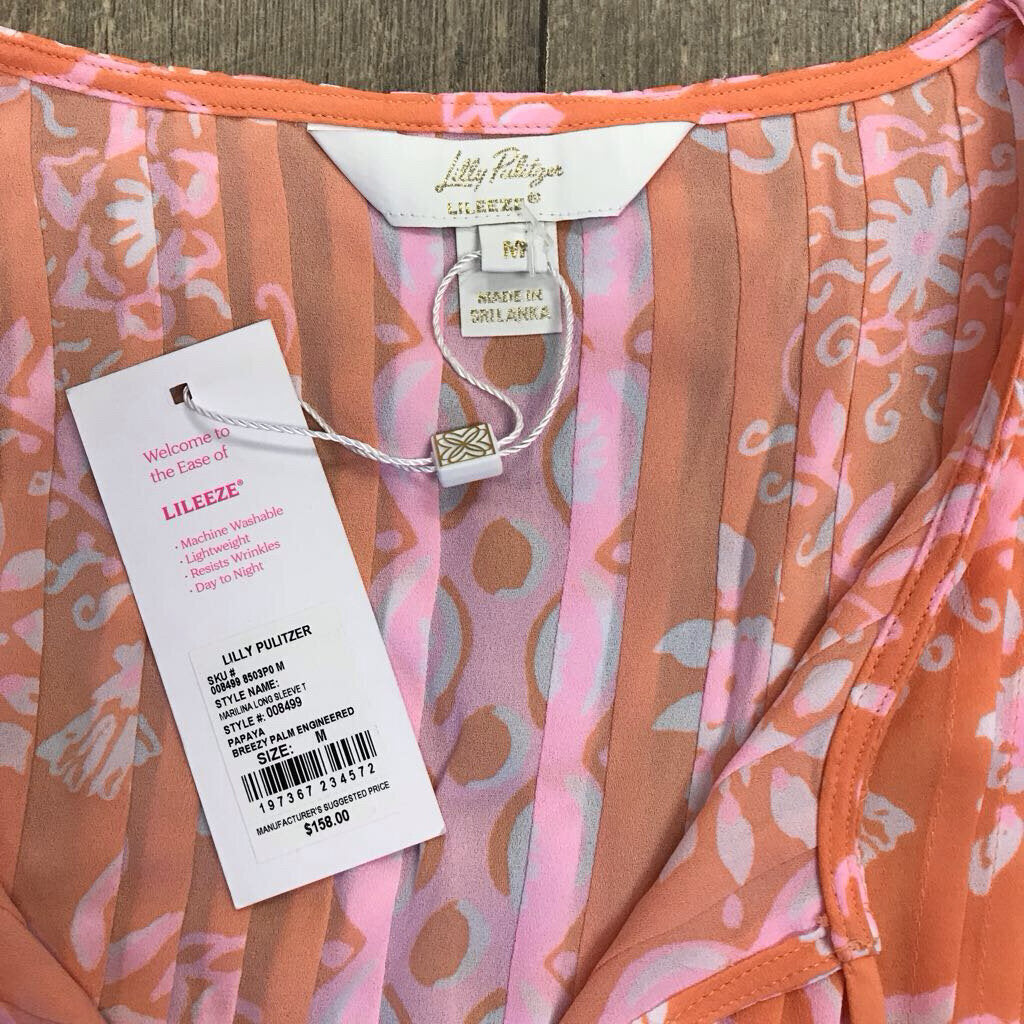 Lilly Pulitzer
LILEEZE®
M
MADE IN
SRI LANKA
Welcome to
the Ease of
LILEEZE®
· Machine Washable
· Lightweight
· Resists Wrinkles
· Day to Night
LILLY PULITZER
SKU #
008499 8503P0 M
STYLE NAME:
MARILINA LONG SLEEVE T
STYLE #: 008499
PAPAYA
BREEZY PALM ENGINEERED
SIZE: M
197367 234572
MANUFACTURER'S SUGGESTED PRICE
$158.00